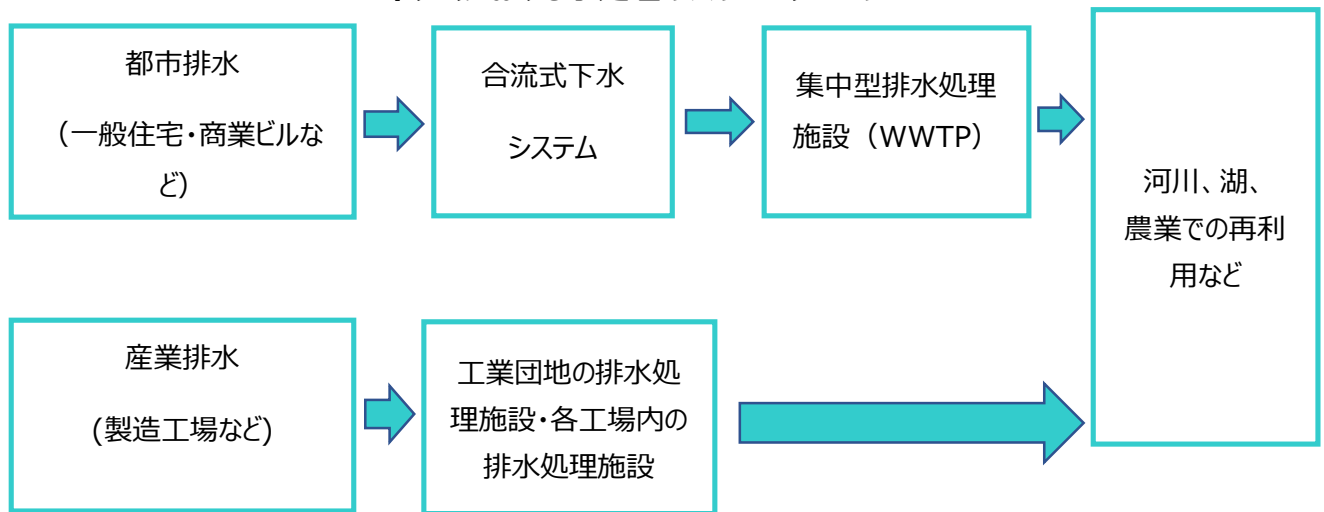 都市排水
（一般住宅・商業ビルな
ど）
合流式下水
システム
集中型排水処理
施設（WWTP）
河川、湖、
農業での再利
用など
産業排水
(製造工場など)
工業団地の排水処
理施設・各工場内の
排水処理施設